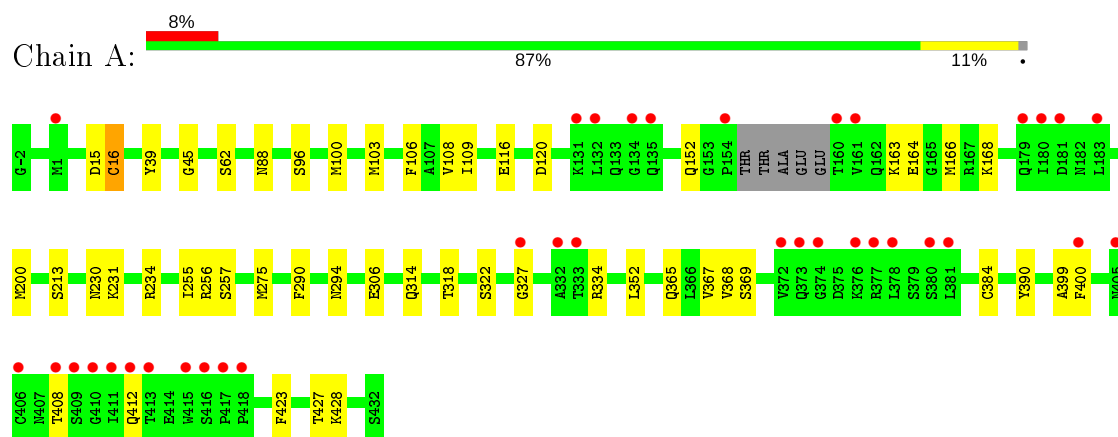 8%
Chain A:
87% 11% •
G-2 M1 D15 C16 Y39 G45 S62 N88 S96 M100 M103 F106 A107 V108 I109 E116 D120 K131 L132 Q133 G134 Q135 Q152 G153 P154 THR THR ALA GLU GLU T160 V161 Q162 K163 E164 G165 M166 R167 K168 Q179 I180 D181 N182 L183
M200 S213 N230 K231 R234 I255 R256 S257 M275 F290 N294 E306 Q314 T318 S322 G327 A332 T333 R334 L352 Q365 L366 V367 V368 S369 V372 Q373 G374 D375 K376 R377 L378 S379 S380 L381 C384 Y390 A399 F400 N405
C406 N407 T408 S409 G410 I411 Q412 T413 E414 W415 S416 P417 P418 F423 T427 K428 S432